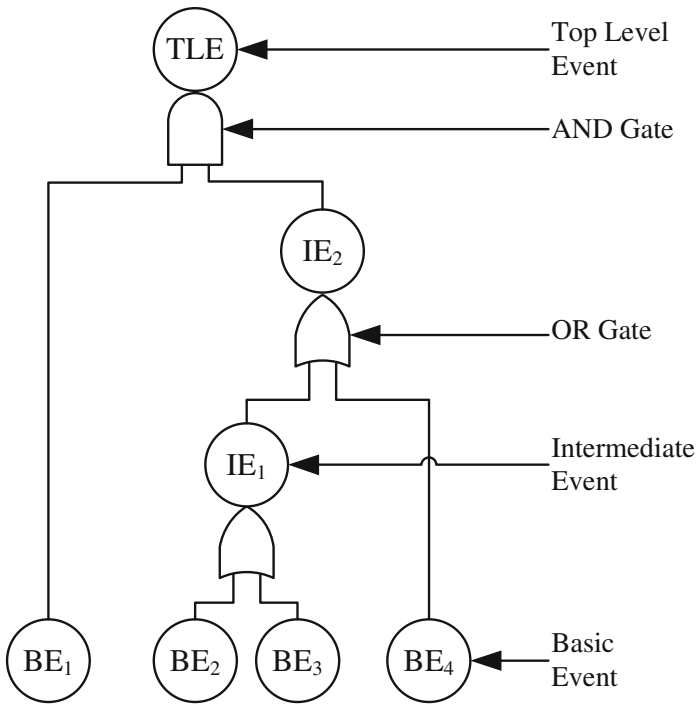 TLE
Top Level
Event
AND Gate
IE₂
OR Gate
IE₁
Intermediate
Event
BE₁
BE₂
BE₃
BE₄
Basic
Event